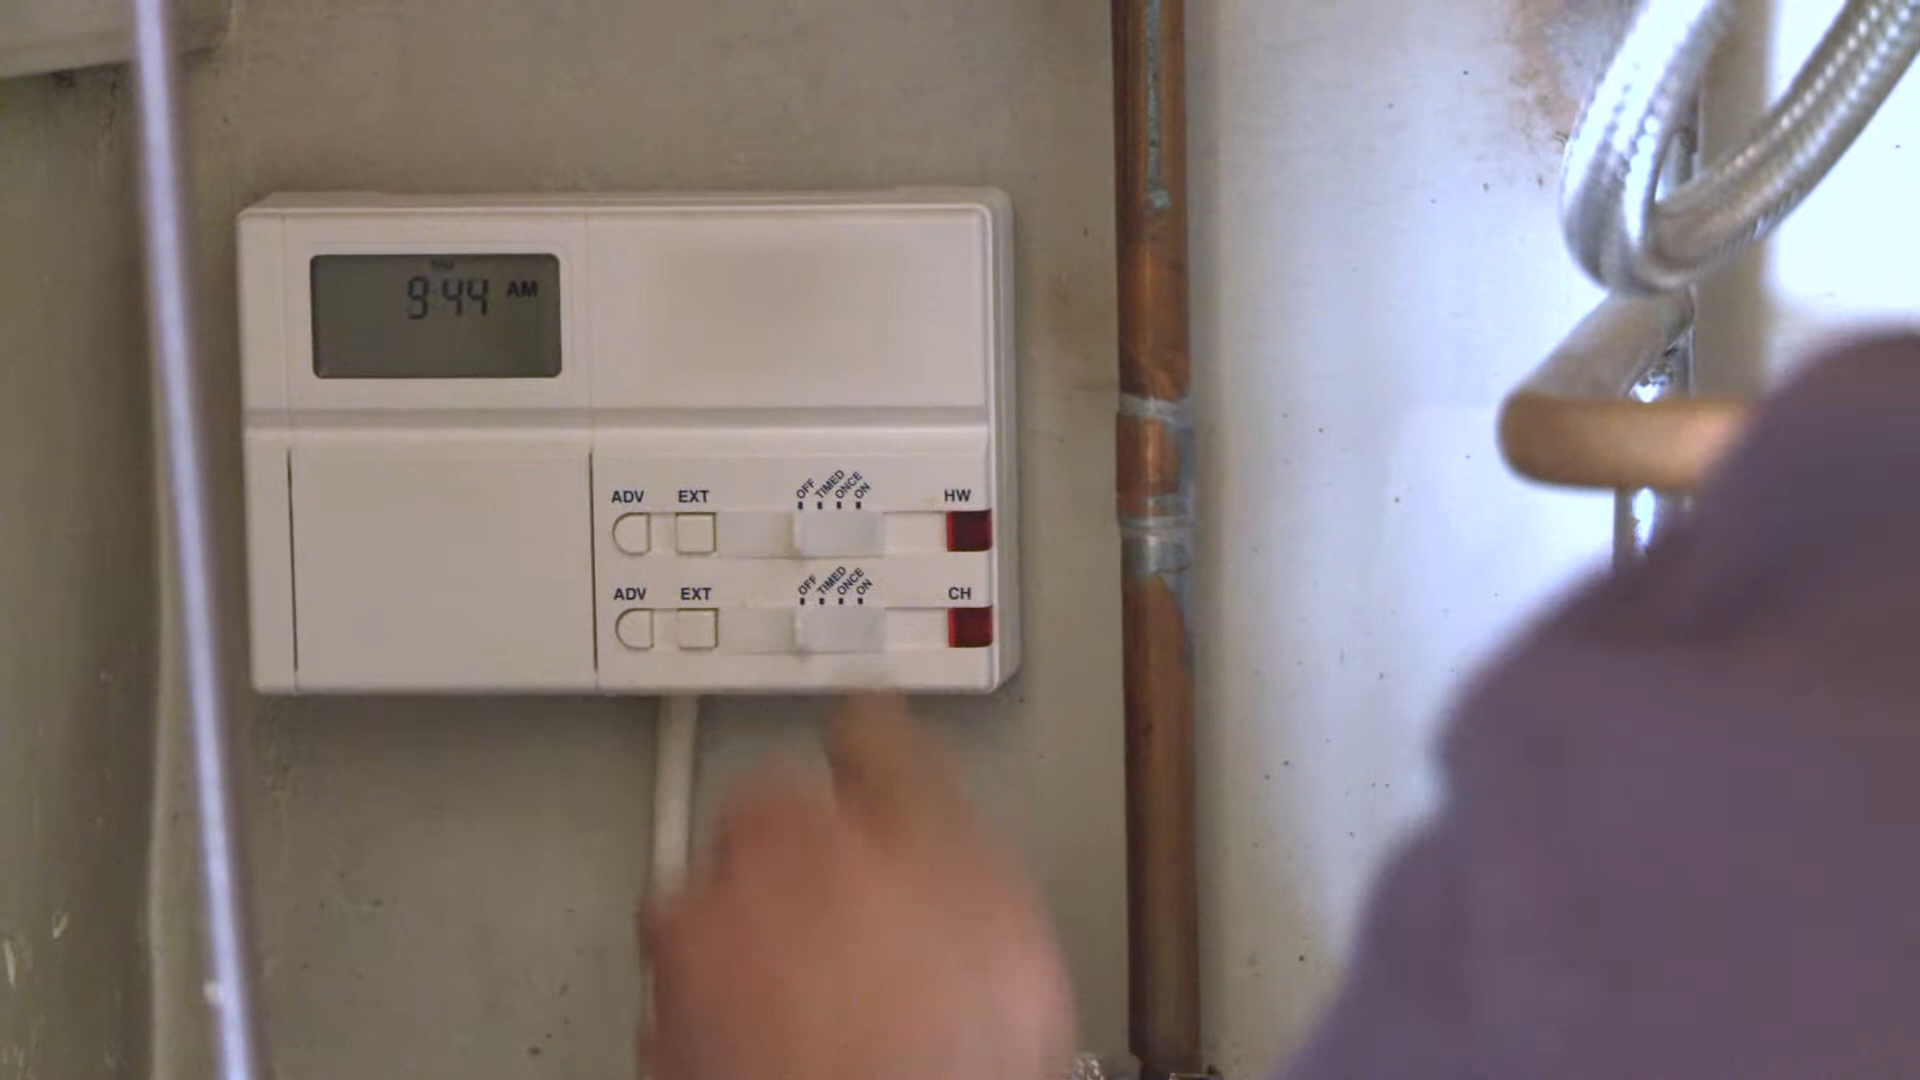 9:44 AM
ADV EXT OFF TIMED ONCE ON HW
ADV EXT OFF TIMED ONCE ON CH